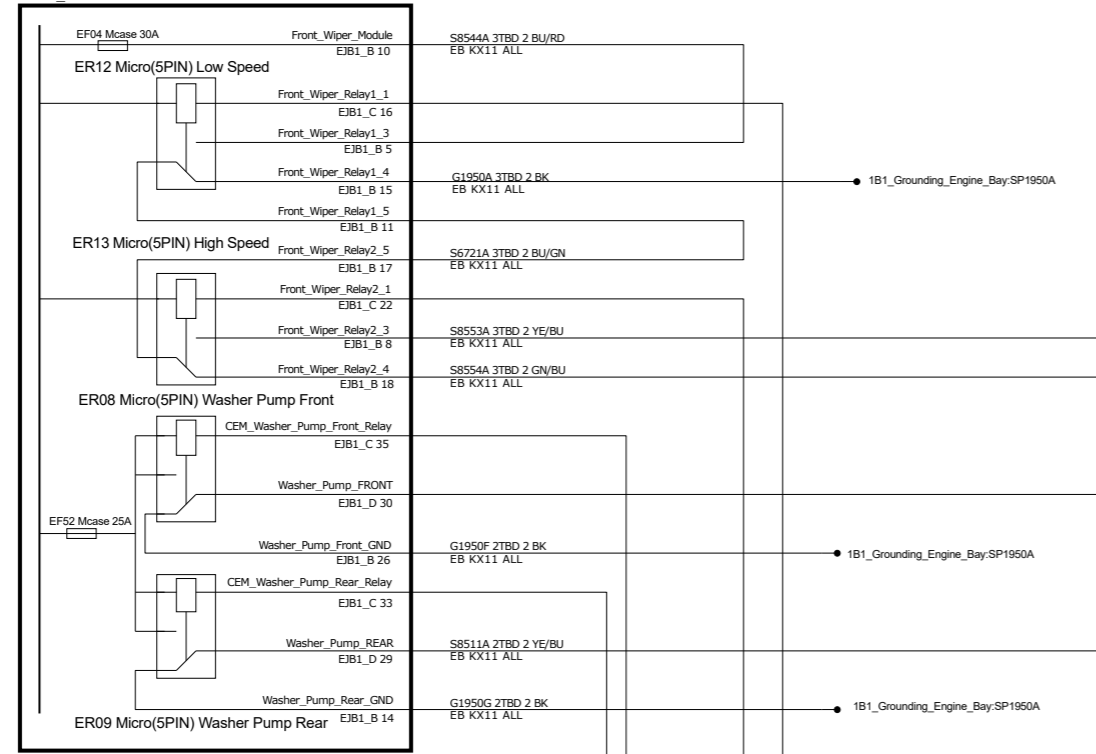 EF04 Mcase 30A
Front_Wiper_Module
EJB1_B 10
S8544A 3TBD 2 BU/RD
EB KX11 ALL
ER12 Micro(5PIN) Low Speed
Front_Wiper_Relay1_1
EJB1_C 16
Front_Wiper_Relay1_3
EJB1_B 5
Front_Wiper_Relay1_4
EJB1_B 15
G1950A 3TBD 2 BK
EB KX11 ALL
1B1_Grounding_Engine_Bay:SP1950A
Front_Wiper_Relay1_5
EJB1_B 11
ER13 Micro(5PIN) High Speed
Front_Wiper_Relay2_5
EJB1_B 17
S6721A 3TBD 2 BU/GN
EB KX11 ALL
Front_Wiper_Relay2_1
EJB1_C 22
Front_Wiper_Relay2_3
EJB1_B 8
S8553A 3TBD 2 YE/BU
EB KX11 ALL
Front_Wiper_Relay2_4
EJB1_B 18
S8554A 3TBD 2 GN/BU
EB KX11 ALL
ER08 Micro(5PIN) Washer Pump Front
CEM_Washer_Pump_Front_Relay
EJB1_C 35
Washer_Pump_FRONT
EJB1_D 30
EF52 Mcase 25A
Washer_Pump_Front_GND
EJB1_B 26
G1950F 2TBD 2 BK
EB KX11 ALL
1B1_Grounding_Engine_Bay:SP1950A
CEM_Washer_Pump_Rear_Relay
EJB1_C 33
Washer_Pump_REAR
EJB1_D 29
S8511A 2TBD 2 YE/BU
EB KX11 ALL
Washer_Pump_Rear_GND
EJB1_B 14
G1950G 2TBD 2 BK
EB KX11 ALL
1B1_Grounding_Engine_Bay:SP1950A
ER09 Micro(5PIN) Washer Pump Rear